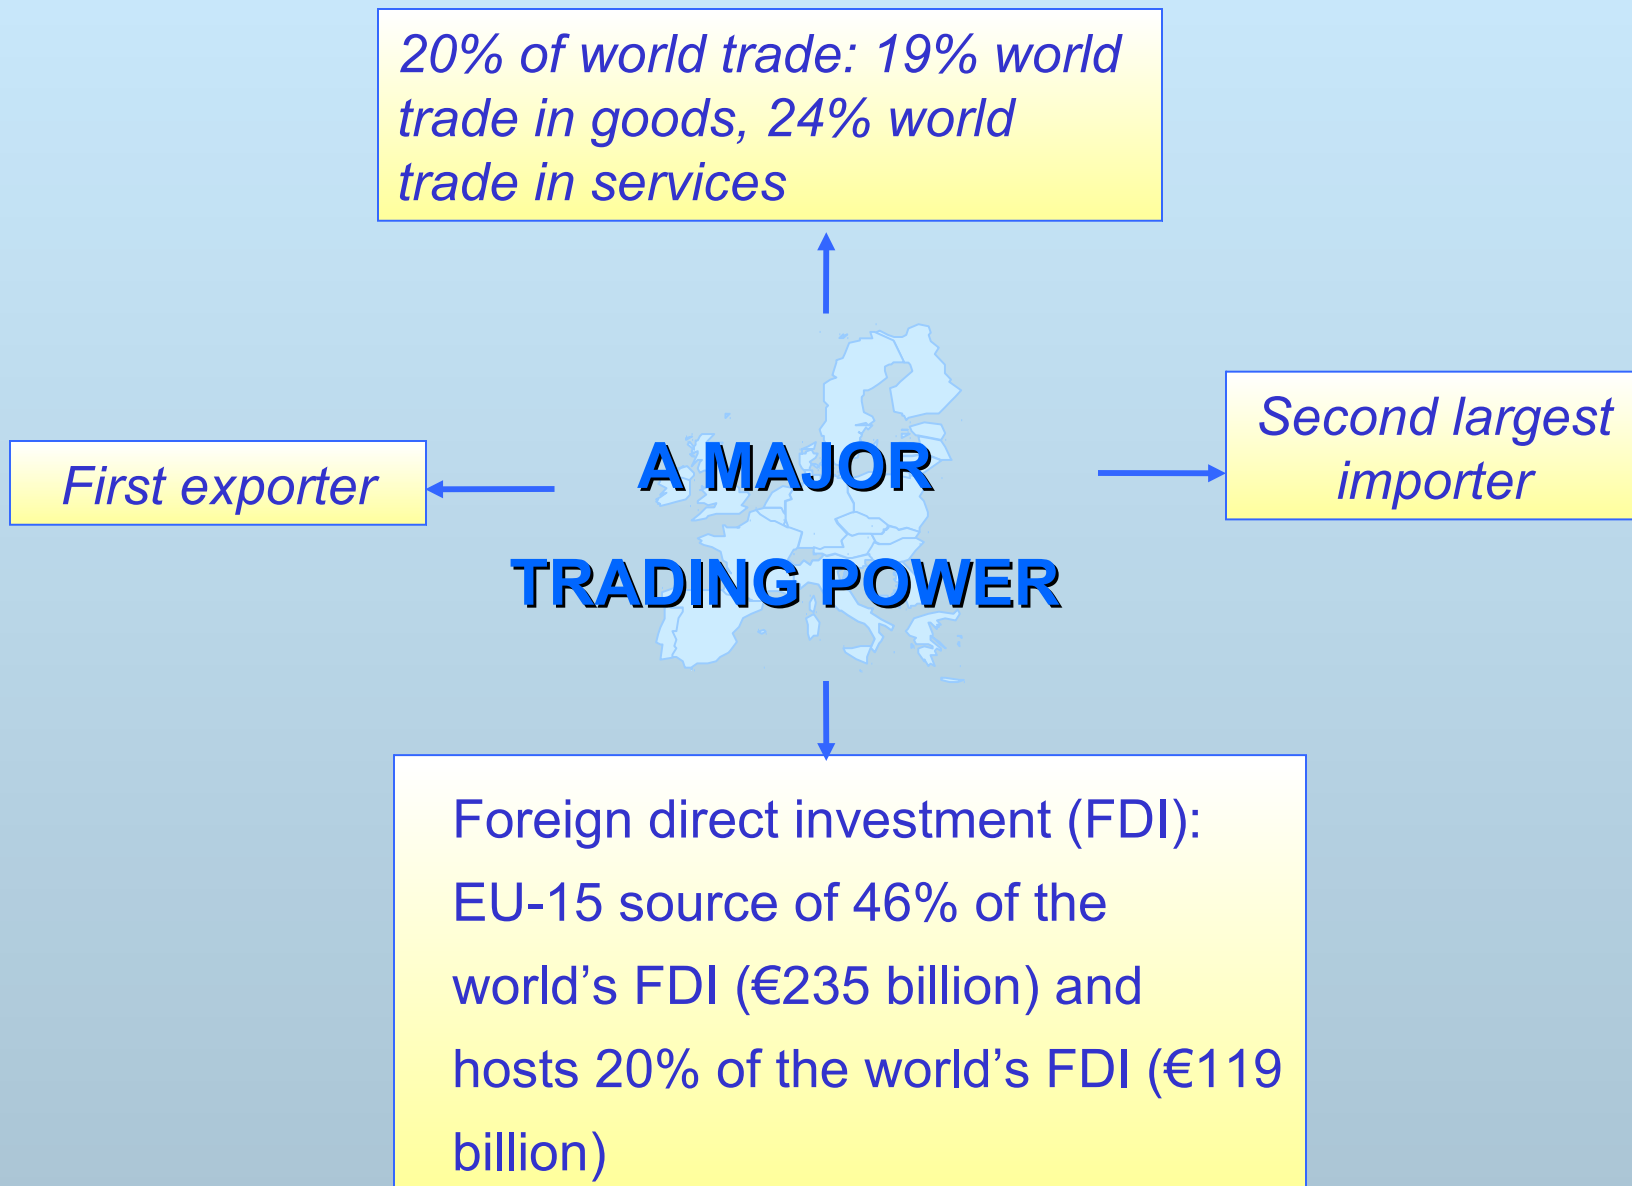 20% of world trade: 19% world
trade in goods, 24% world
trade in services
First exporter
A MAJOR
TRADING POWER
Second largest
importer
Foreign direct investment (FDI):
EU-15 source of 46% of the
world’s FDI (€235 billion) and
hosts 20% of the world’s FDI (€119
billion)